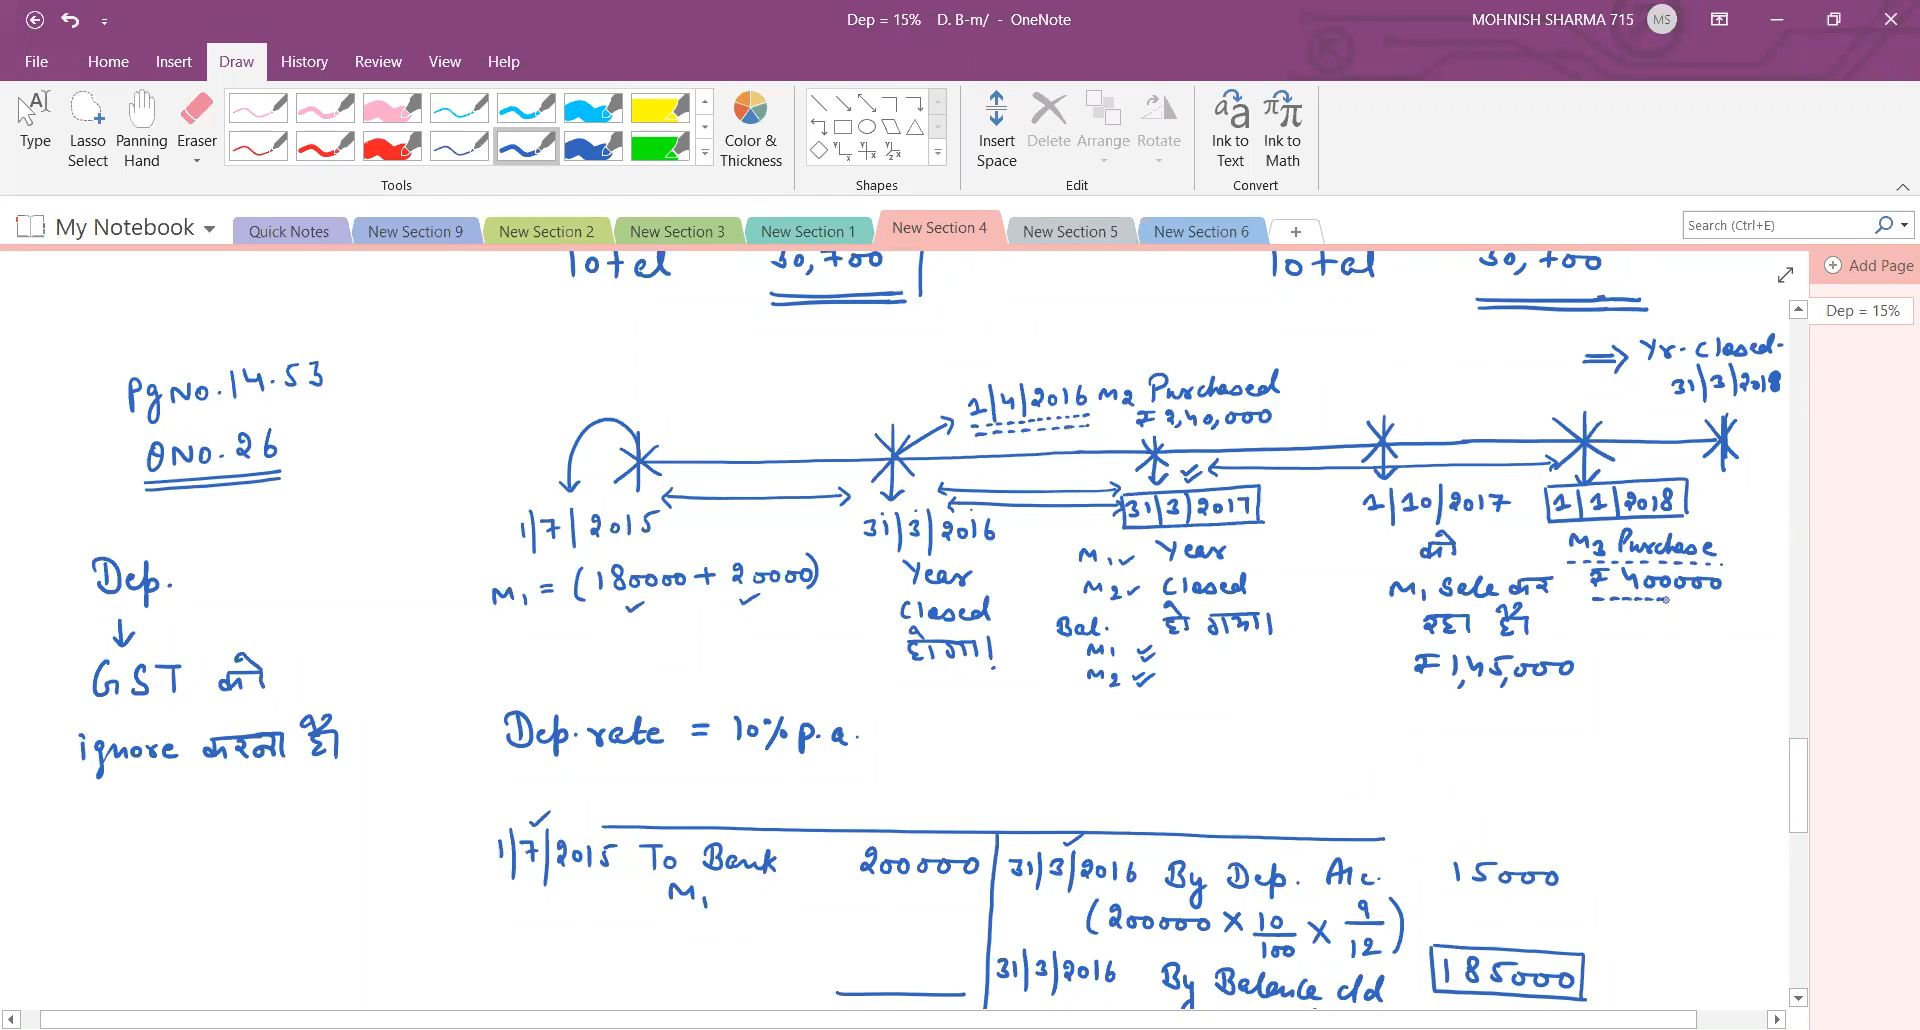 Dep = 15% D. B-m/ - OneNote
MOHNISH SHARMA 715
MS
File
Home
Insert
Draw
History
Review
View
Help
Type
Lasso Select
Panning Hand
Eraser
Color & Thickness
Insert Space
Delete
Arrange
Rotate
Ink to Text
Ink to Math
Tools
Shapes
Edit
Convert
My Notebook
Quick Notes
New Section 9
New Section 2
New Section 3
New Section 1
New Section 4
New Section 5
New Section 6
+
Search (Ctrl+E)
Add Page
Dep = 15%
Total 30,700
Total 30,700
⇒ Yr. Closed-
31|3|2018
Pg No. 14.53
QNo. 26
1|4|2016 M2 Purchased
₹ 2,40,000
1|7|2015
M1 = (180000 + 20000)
31|3|2016
Year
Closed
होगा।
31|3|2017
M1 ✓ Year
M2 ✓ Closed
Bal. हो गया।
M1 ✓
M2 ✓
1|10|2017
को
M1 Sale कर
रहा है
₹ 1,45,000
1|1|2018
M3 Purchase
₹ 400000
Dep.
↓
GST को
ignore करना है
Dep. rate = 10% p.a.
1|7|2015 To Bank 200000
M1
31|3|2016 By Dep. A/c. 15000
(200000 × 10/100 × 9/12)
31|3|2016 By Balance c/d 185000